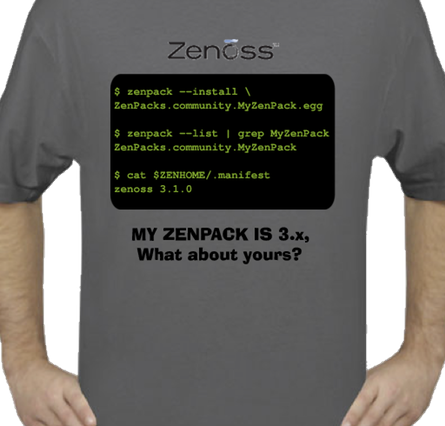 Zenoss
$ zenpack --install \
ZenPacks.community.MyZenPack.egg
$ zenpack --list | grep MyZenPack
ZenPacks.community.MyZenPack
$ cat $ZENHOME/.manifest
zenoss 3.1.0
MY ZENPACK IS 3.x,
What about yours?